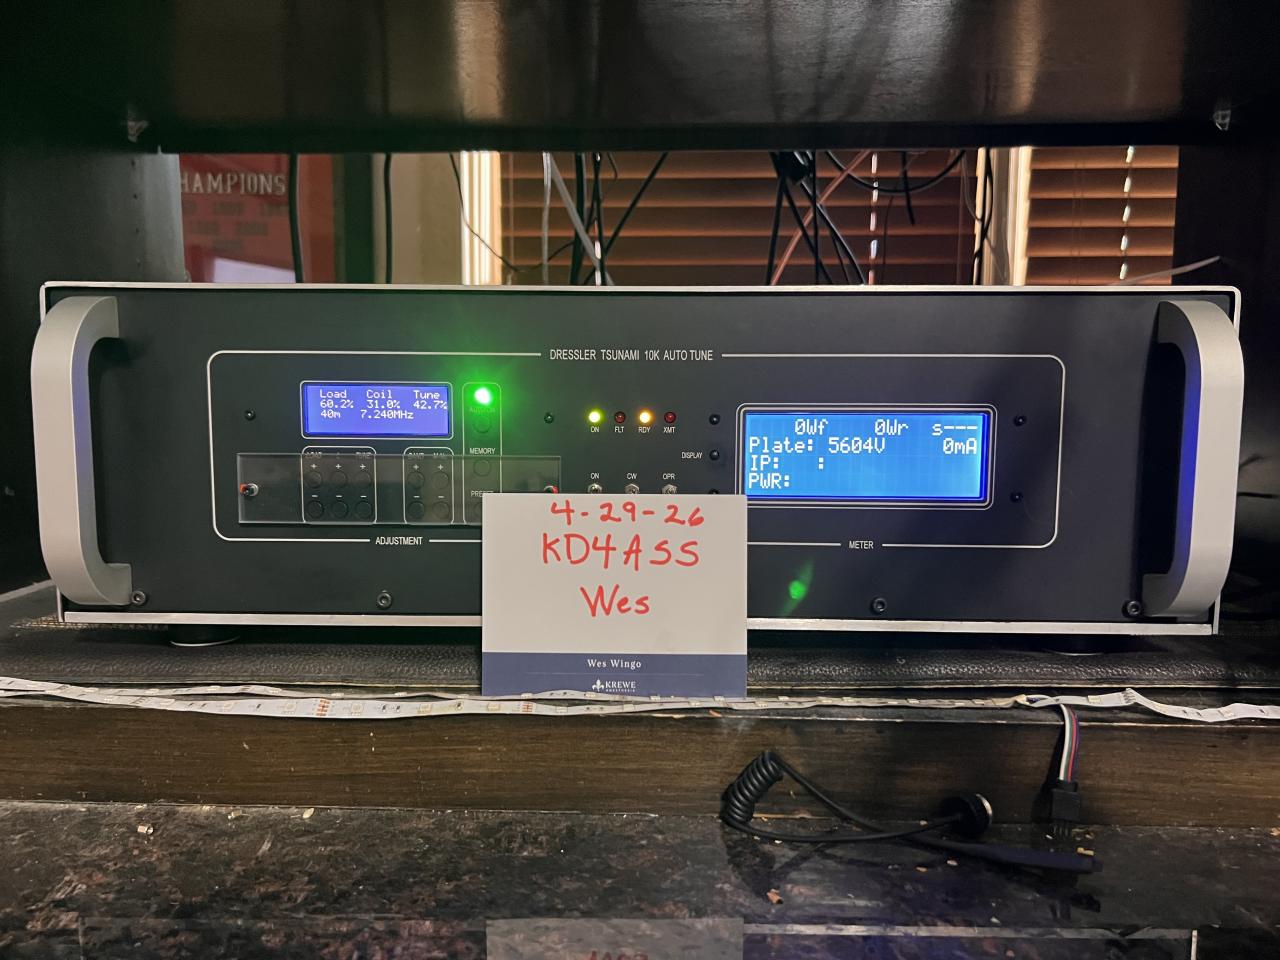 HAMPIONS
DRESSLER TSUNAMI 10K AUTO TUNE
Load Coil Tune
60.2% 31.0% 42.7%
40m 7.240MHz
MEMORY
ON FLT RDY XMT
DISPLAY
ON CW OPR
0Wf 0Wr s---
Plate: 5604V 0mA
IP: :
PWR:
ADJUSTMENT
METER
4-29-26
KD4ASS
Wes
Wes Wingo
KREWE